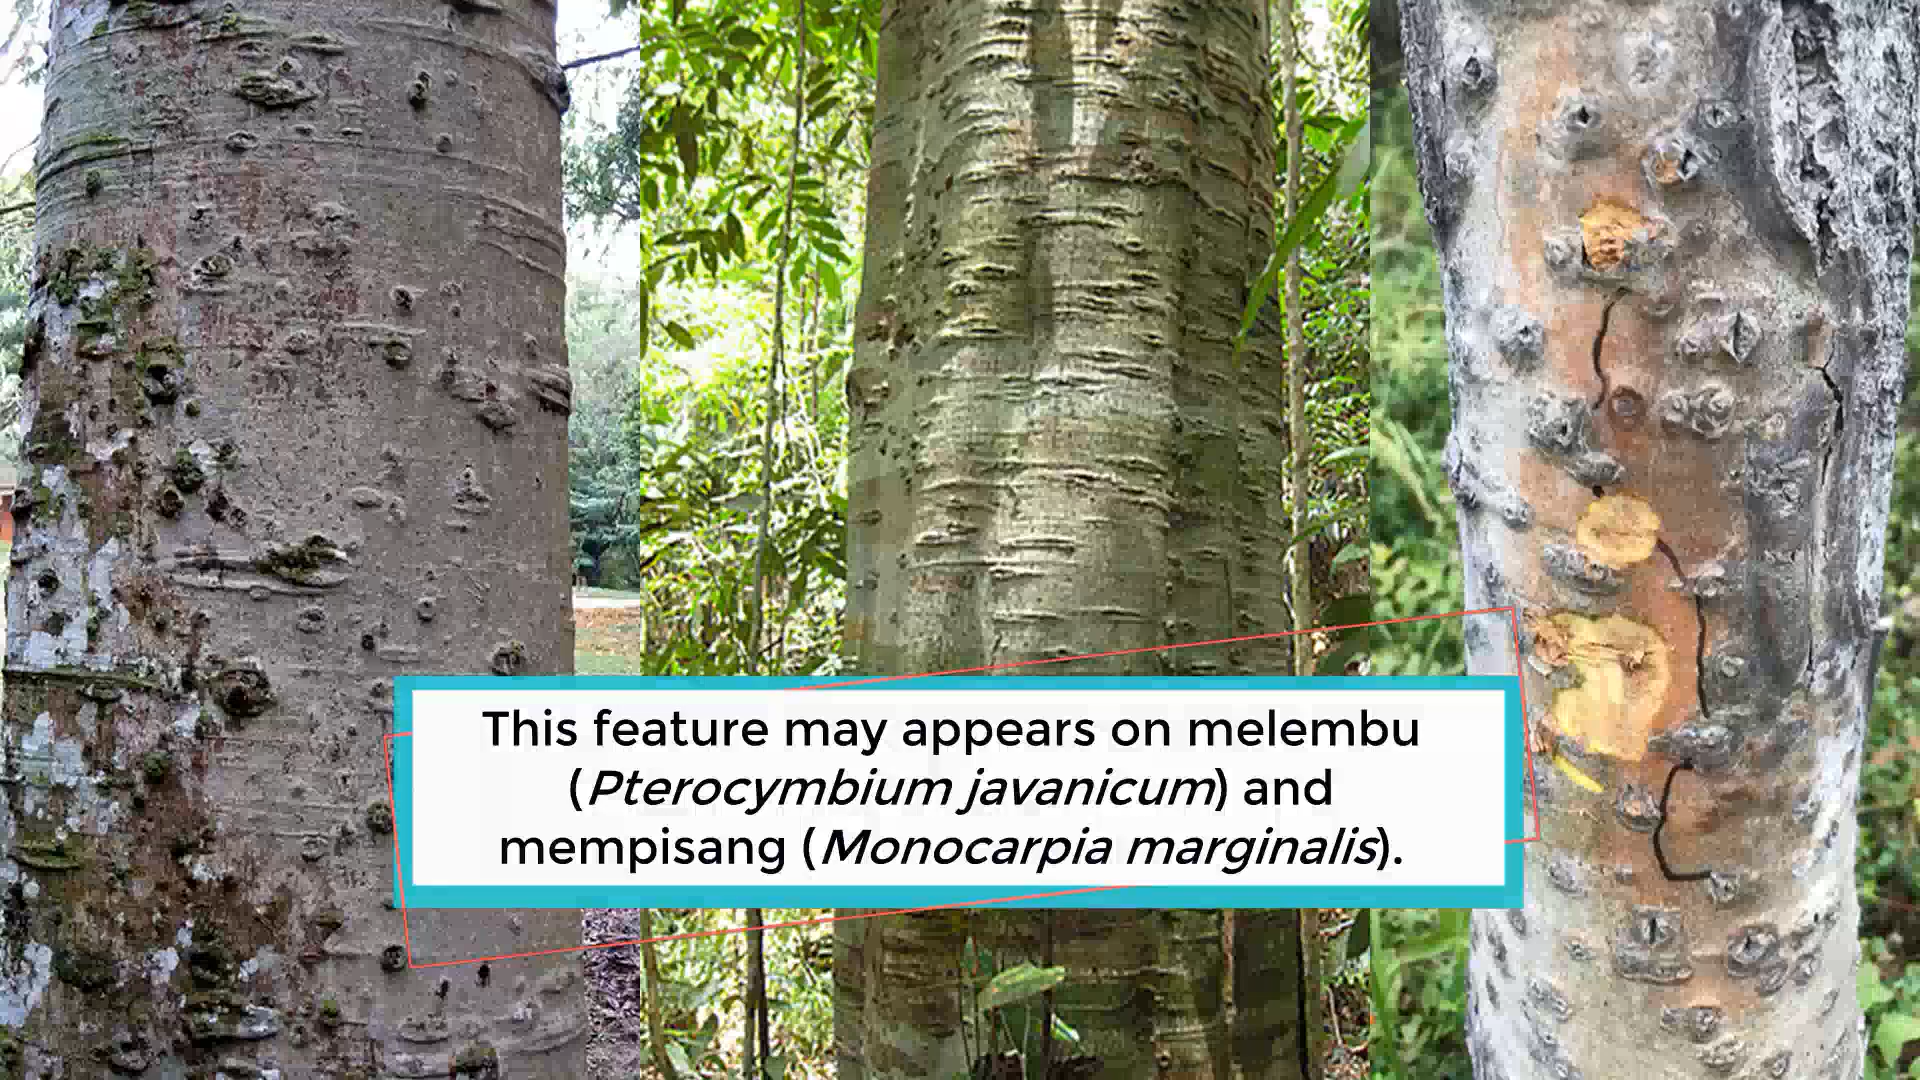 This feature may appears on melembu
(Pterocymbium javanicum) and
mempisang (Monocarpia marginalis).